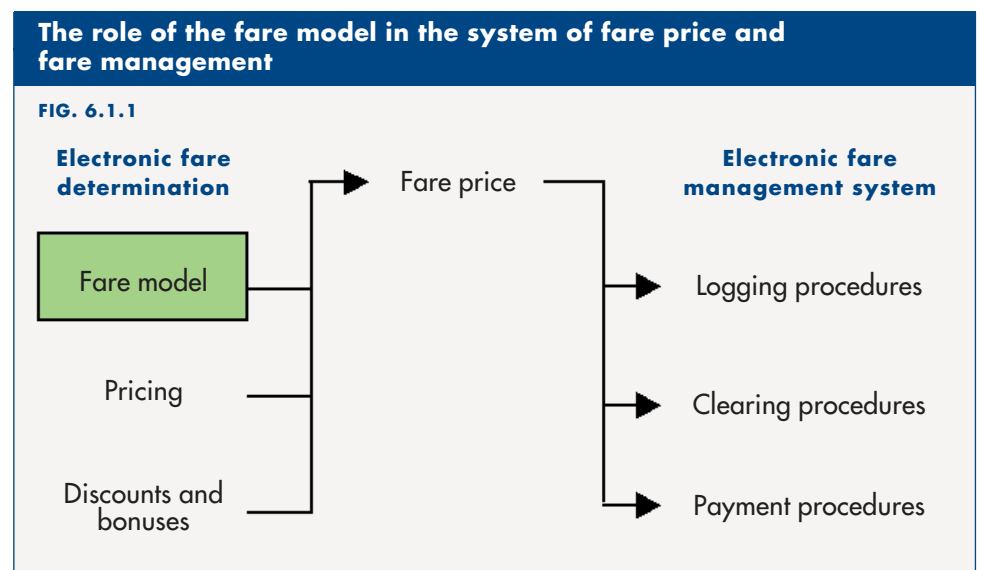 The role of the fare model in the system of fare price and
fare management
FIG. 6.1.1
Electronic fare
determination
Fare model
Pricing
Discounts and
bonuses
Fare price
Electronic fare
management system
Logging procedures
Clearing procedures
Payment procedures